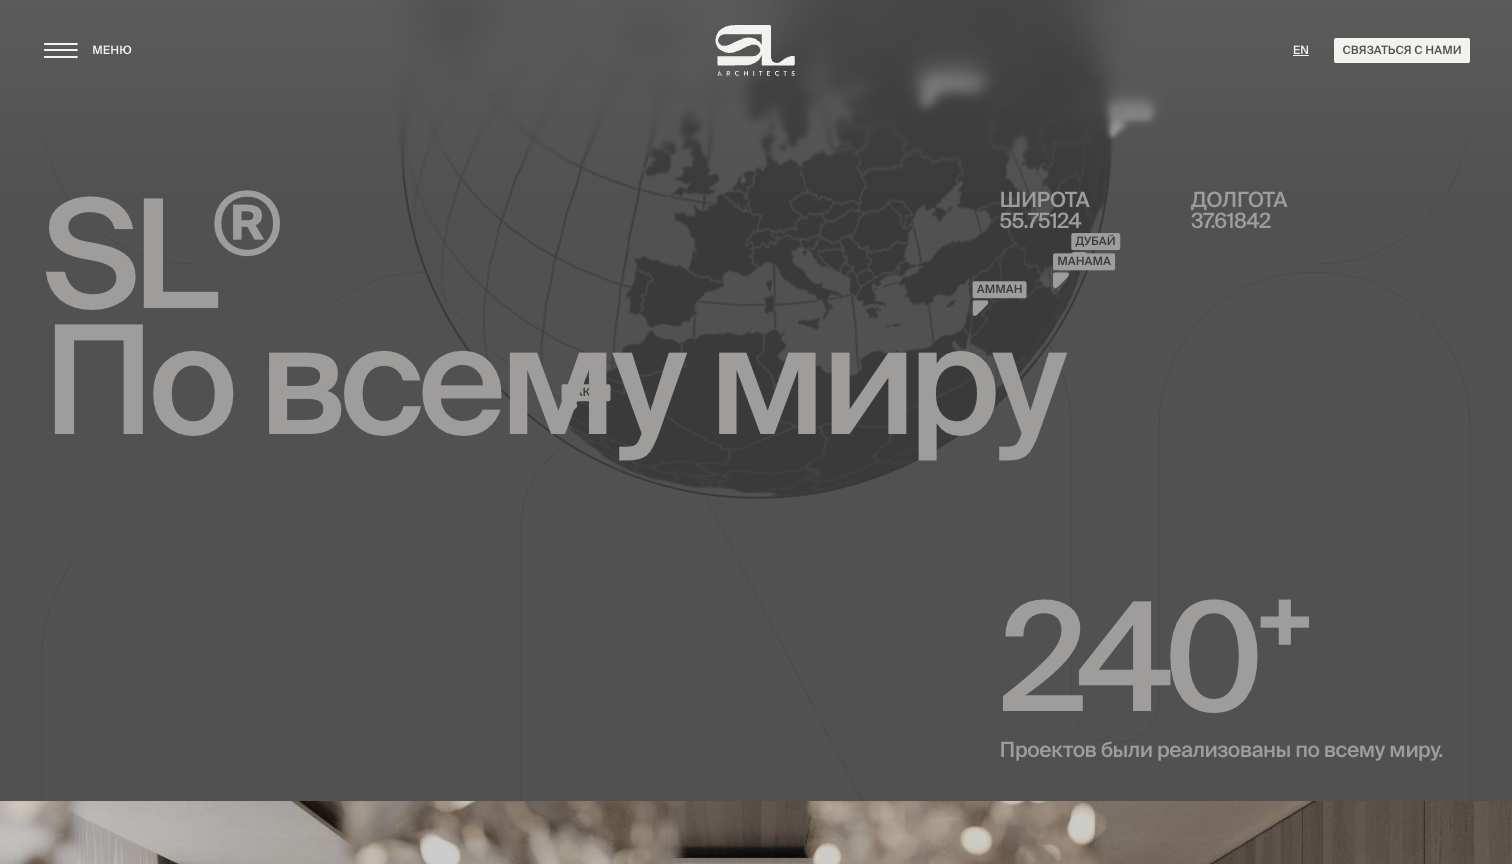 МЕНЮ
SL
ARCHITECTS
EN
СВЯЗАТЬСЯ С НАМИ
SL®
По всему миру
ШИРОТА
55.75124
ДОЛГОТА
37.61842
ДУБАЙ
МАНАМА
АММАН
240+
Проектов были реализованы по всему миру.